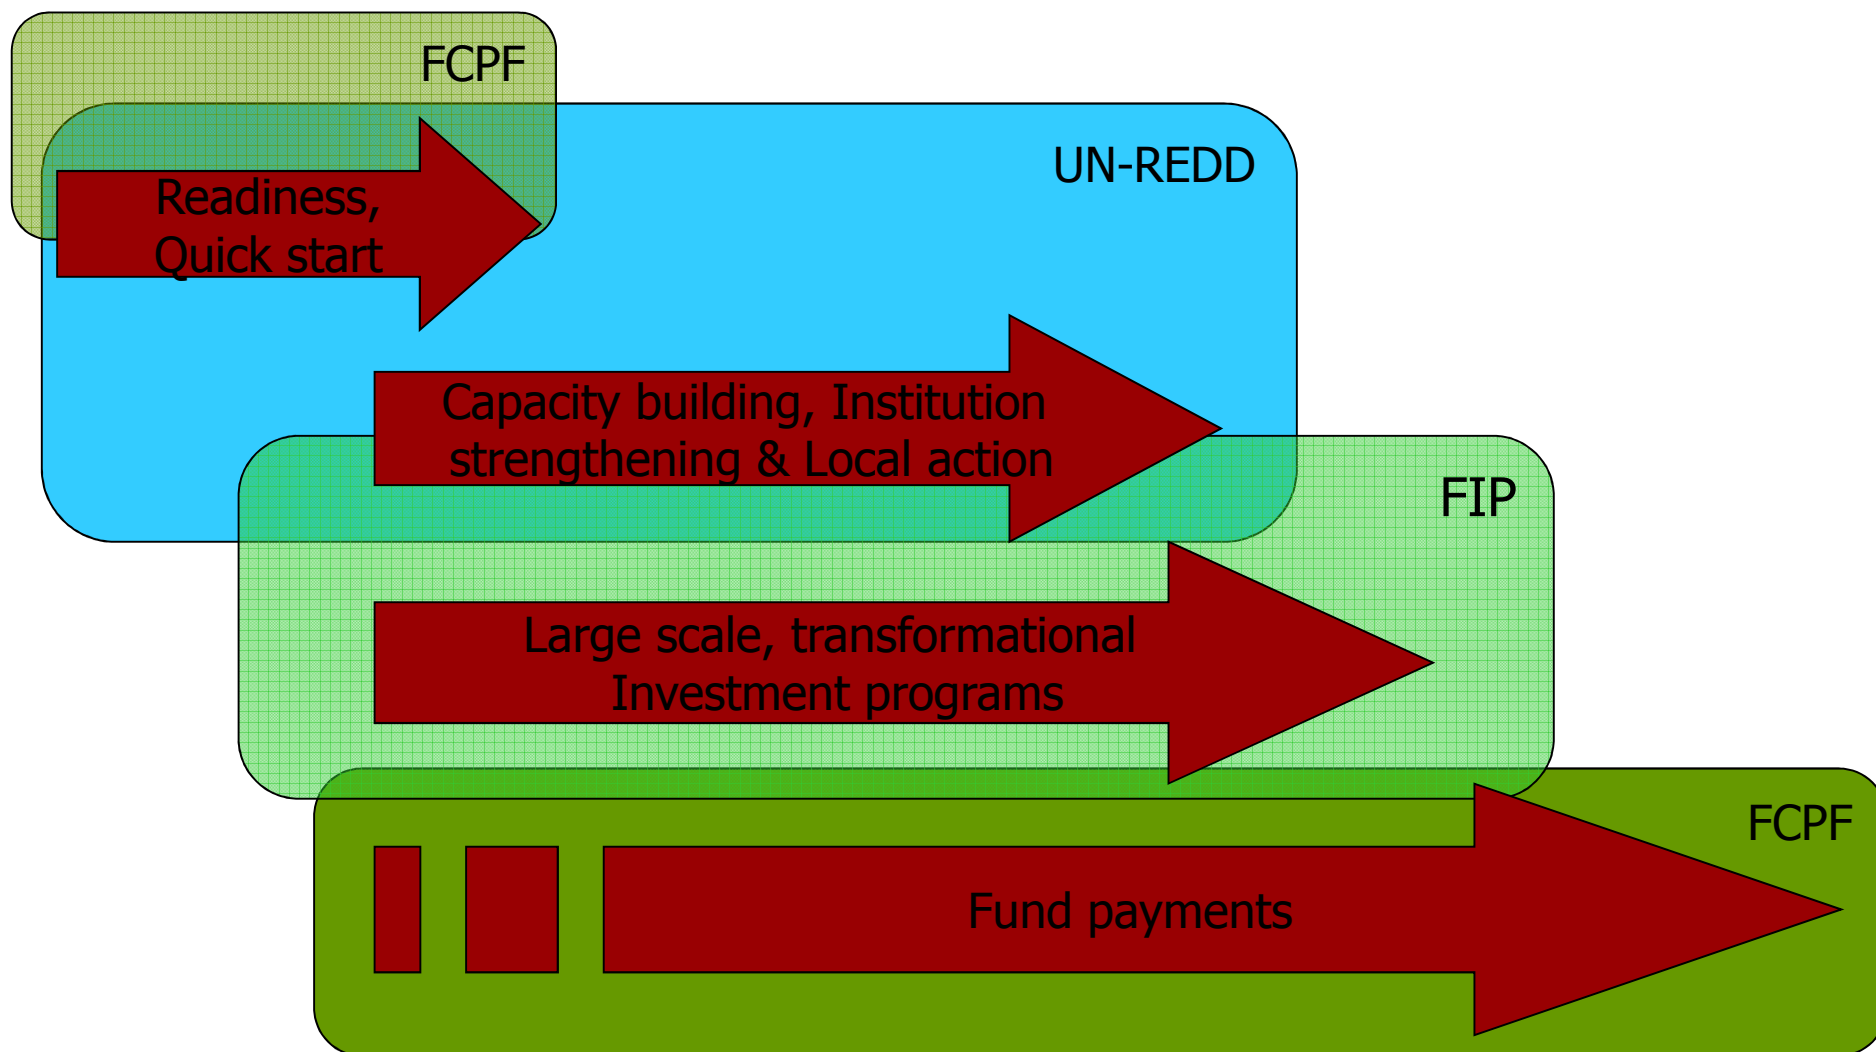 FCPF
UN-REDD
Readiness,
Quick start
Capacity building, Institution
strengthening & Local action
FIP
Large scale, transformational
Investment programs
FCPF
Fund payments